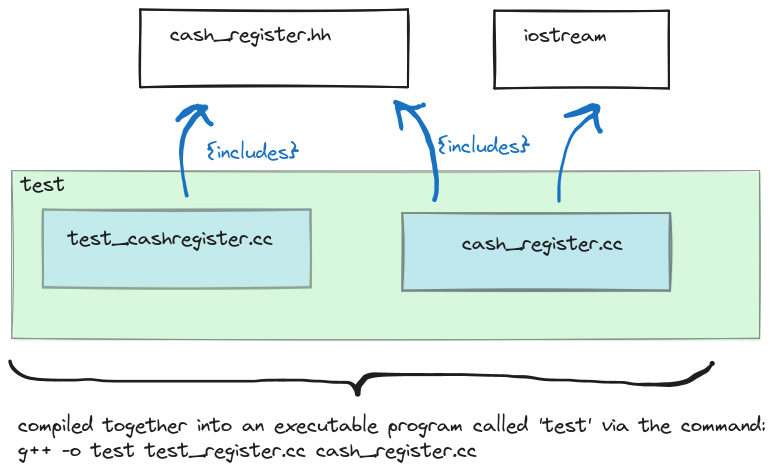 cash_register.hh
iostream
{includes}
{includes}
test
test_cashregister.cc
cash_register.cc
compiled together into an executable program called 'test' via the command:
g++ -o test test_register.cc cash_register.cc